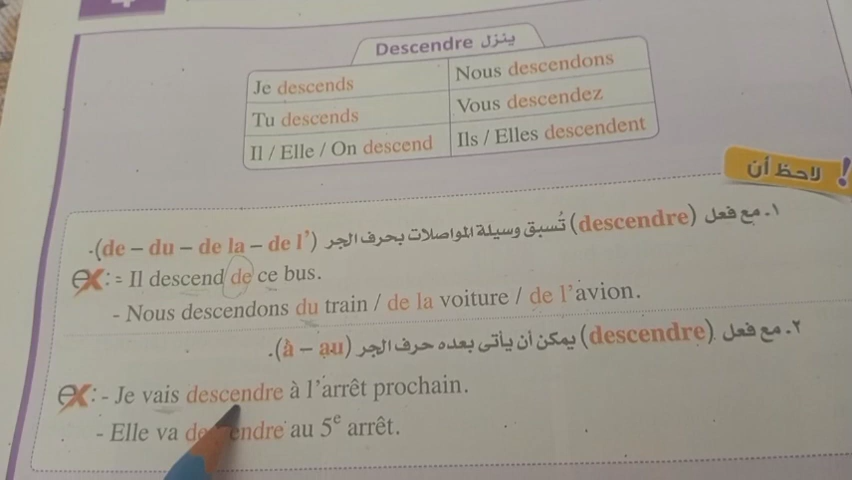 Descendre ينزل
Je descends
Nous descendons
Tu descends
Vous descendez
Il / Elle / On descend
Ils / Elles descendent
لاحظ أن !
١. مع فعل (descendre) تُسبق وسيلة المواصلات بحرف الجر (de – du – de la – de l').
ex: - Il descend de ce bus.
- Nous descendons du train / de la voiture / de l'avion.
٢. مع فعل (descendre) يمكن أن يأتى بعده حرف الجر (à – au).
ex: - Je vais descendre à l'arrêt prochain.
- Elle va descendre au 5e arrêt.